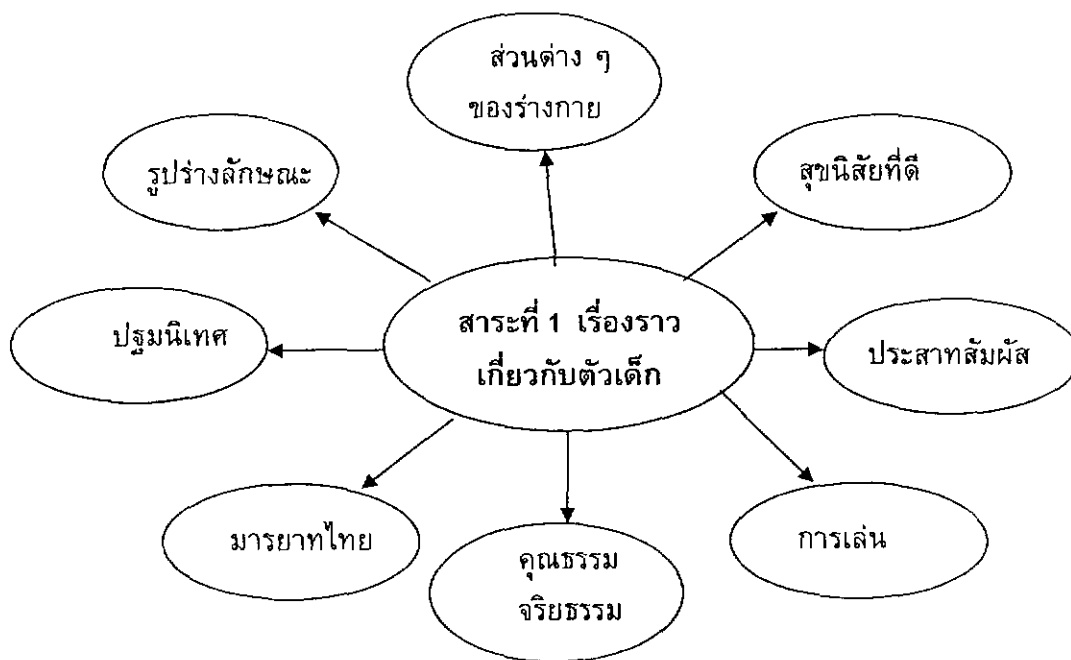 ส่วนต่าง ๆ
ของร่างกาย
รูปร่างลักษณะ
สุขนิสัยที่ดี
สาระที่ 1 เรื่องราว
เกี่ยวกับตัวเด็ก
ปฐมนิเทศ
ประสาทสัมผัส
มารยาทไทย
คุณธรรม
จริยธรรม
การเล่น